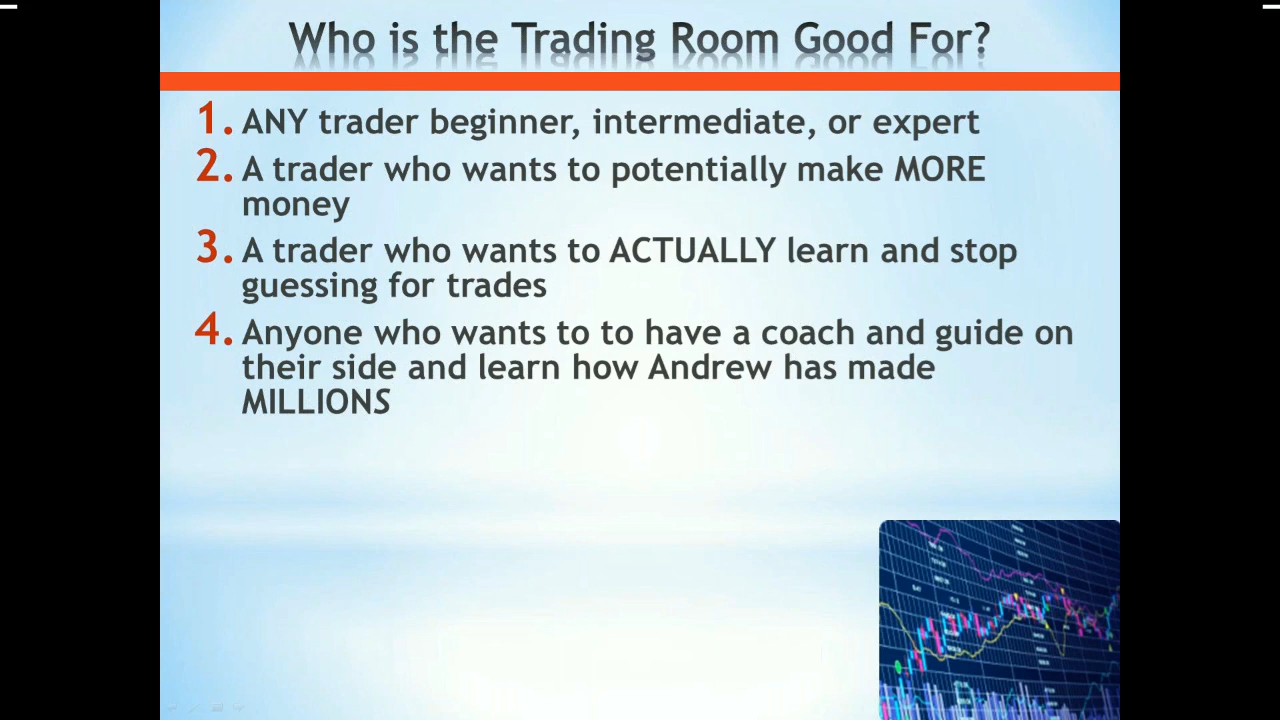 Who is the Trading Room Good For?
1. ANY trader beginner, intermediate, or expert
2. A trader who wants to potentially make MORE
money
3. A trader who wants to ACTUALLY learn and stop
guessing for trades
4. Anyone who wants to to have a coach and guide on
their side and learn how Andrew has made
MILLIONS